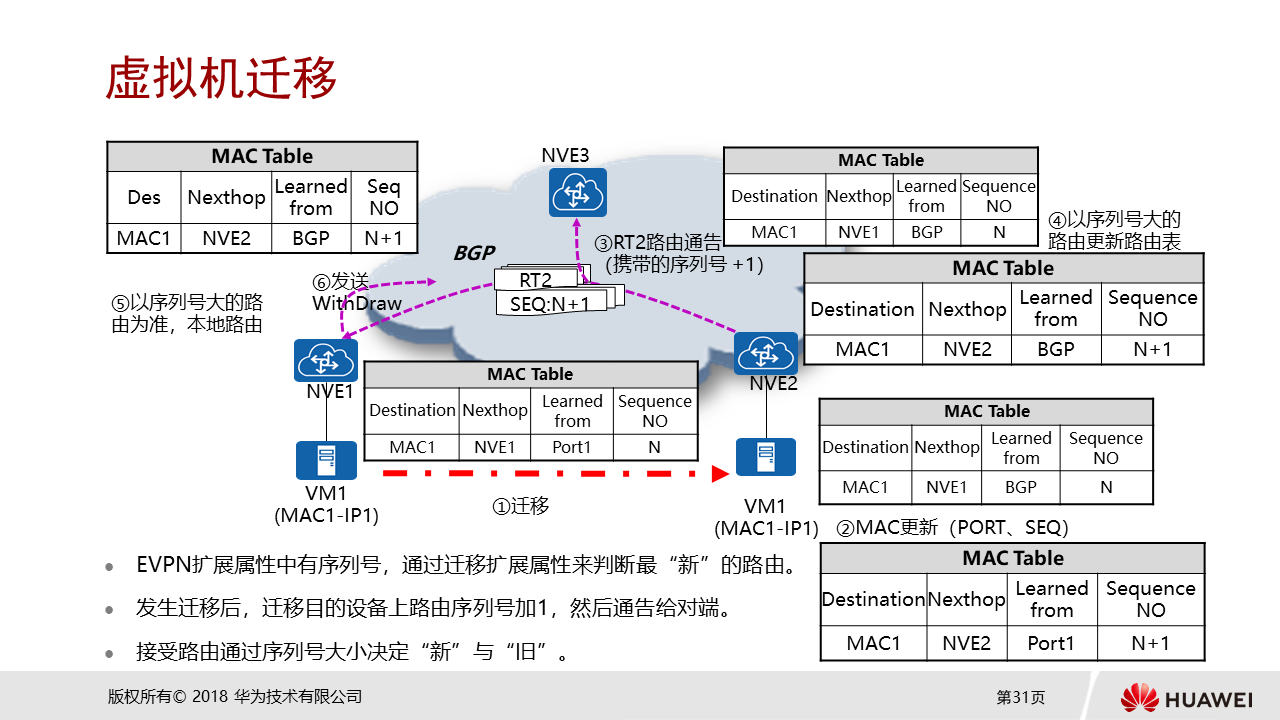 虚拟机迁移
MAC Table
Des Nexthop Learned from Seq NO
MAC1 NVE2 BGP N+1
NVE3
MAC Table
Destination Nexthop Learned from Sequence NO
MAC1 NVE1 BGP N
④以序列号大的
路由更新路由表
BGP
③RT2路由通告
(携带的序列号 +1)
RT2
SEQ:N+1
⑥发送
WithDraw
⑤以序列号大的路
由为准，本地路由
MAC Table
Destination Nexthop Learned from Sequence NO
MAC1 NVE2 BGP N+1
NVE1
NVE2
MAC Table
Destination Nexthop Learned from Sequence NO
MAC1 NVE1 Port1 N
MAC Table
Destination Nexthop Learned from Sequence NO
MAC1 NVE1 BGP N
VM1
(MAC1-IP1)
①迁移
VM1
(MAC1-IP1)
②MAC更新（PORT、SEQ）
MAC Table
Destination Nexthop Learned from Sequence NO
MAC1 NVE2 Port1 N+1
• EVPN扩展属性中有序列号，通过迁移扩展属性来判断最“新”的路由。
• 发生迁移后，迁移目的设备上路由序列号加1，然后通告给对端。
• 接受路由通过序列号大小决定“新”与“旧”。
版权所有© 2018 华为技术有限公司
第31页
HUAWEI